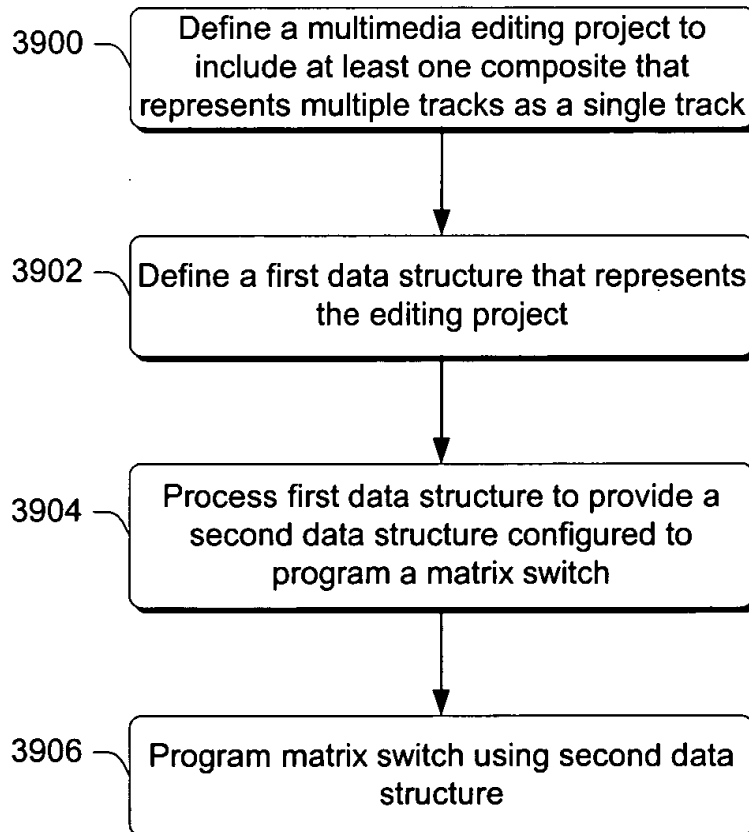 3900
Define a multimedia editing project to
include at least one composite that
represents multiple tracks as a single track
3902
Define a first data structure that represents
the editing project
3904
Process first data structure to provide a
second data structure configured to
program a matrix switch
3906
Program matrix switch using second data
structure